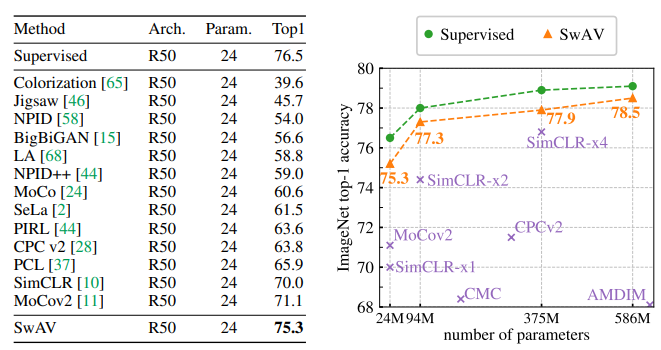 Method Arch. Param. Top1
Supervised R50 24 76.5
Colorization [65] R50 24 39.6
Jigsaw [46] R50 24 45.7
NPID [58] R50 24 54.0
BigBiGAN [15] R50 24 56.6
LA [68] R50 24 58.8
NPID++ [44] R50 24 59.0
MoCo [24] R50 24 60.6
SeLa [2] R50 24 61.5
PIRL [44] R50 24 63.6
CPC v2 [28] R50 24 63.8
PCL [37] R50 24 65.9
SimCLR [10] R50 24 70.0
MoCov2 [11] R50 24 71.1
SwAV R50 24 75.3
Supervised SwAV
ImageNet top-1 accuracy
80
78
76
74
72
70
68
78.5
77.9
77.3
SimCLR-x4
75.3
SimCLR-x2
CPCv2
MoCov2
SimCLR-x1
CMC
AMDIM
24M 94M 375M 586M
number of parameters